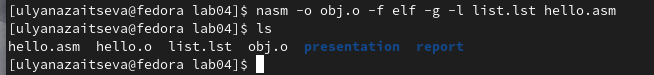 [ulyanazaitseva@fedora lab04]$ nasm -o obj.o -f elf -g -l list.lst hello.asm
[ulyanazaitseva@fedora lab04]$ ls
hello.asm  hello.o  list.lst  obj.o  presentation  report
[ulyanazaitseva@fedora lab04]$